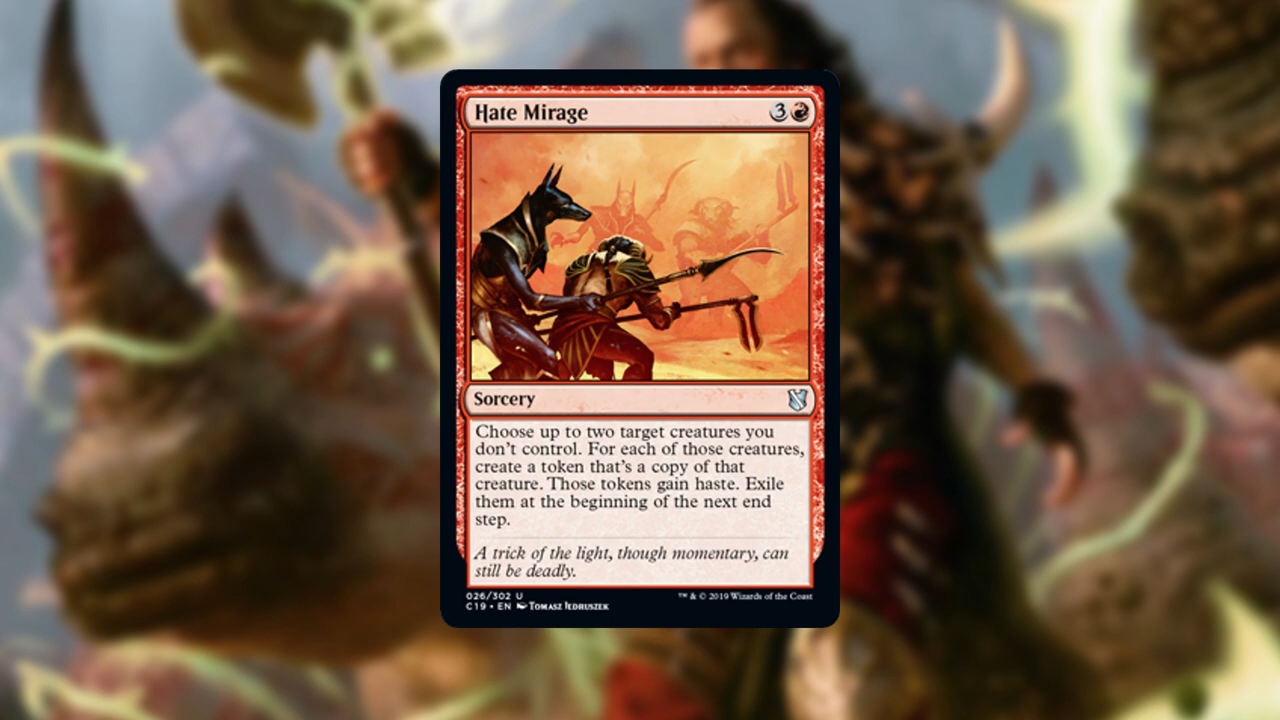 Hate Mirage 3
Sorcery
Choose up to two target creatures you
don't control. For each of those creatures,
create a token that's a copy of that
creature. Those tokens gain haste. Exile
them at the beginning of the next end
step.
A trick of the light, though momentary, can
still be deadly.
026/302 U
C19 • EN Tomasz Jedruszek
™ & © 2019 Wizards of the Coast